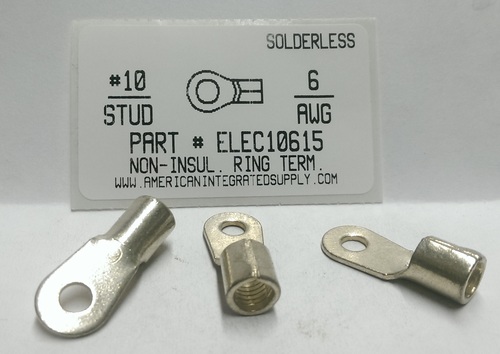 SOLDERLESS
#10 6
STUD AWG
PART # ELEC10615
NON-INSUL. RING TERM.
WWW.AMERICANINTEGRATEDSUPPLY.COM